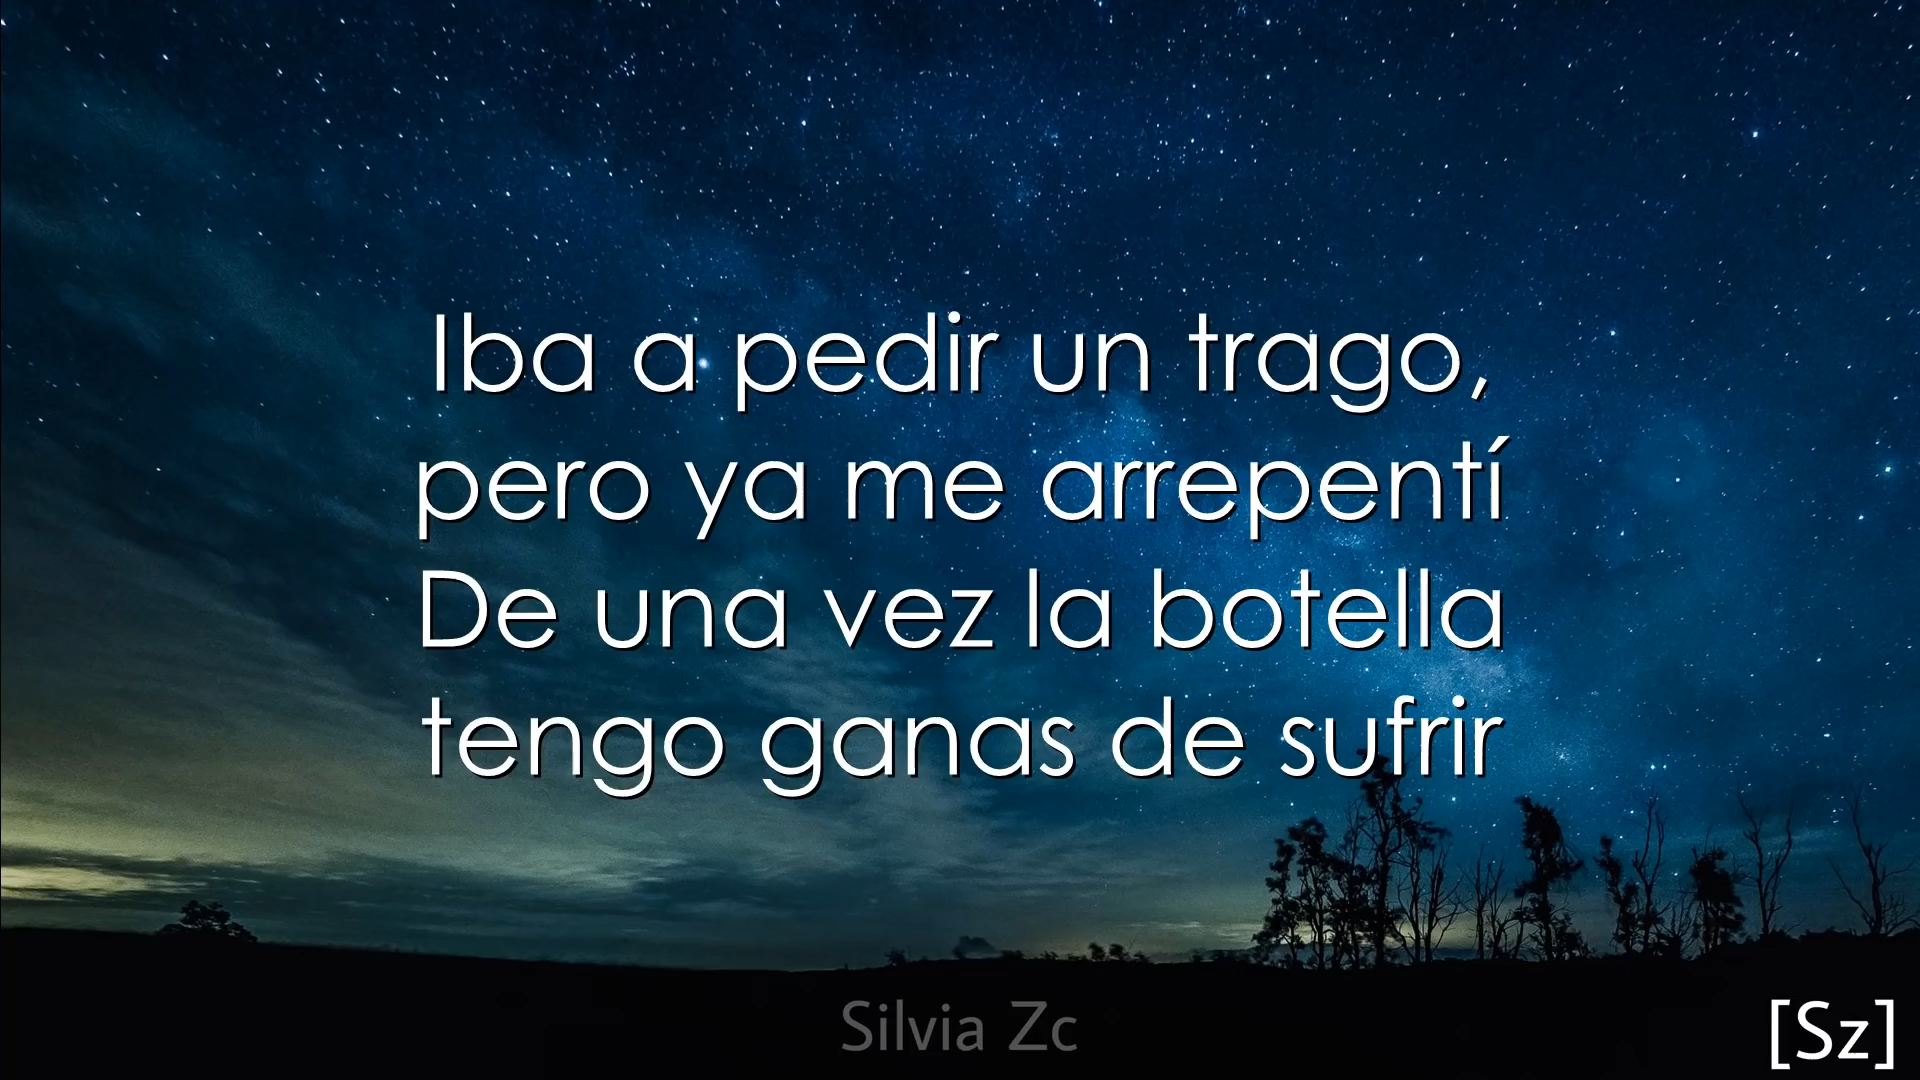 Iba a pedir un trago,
pero ya me arrepentí
De una vez la botella
tengo ganas de sufrir
Silvia Zc
[Sz]